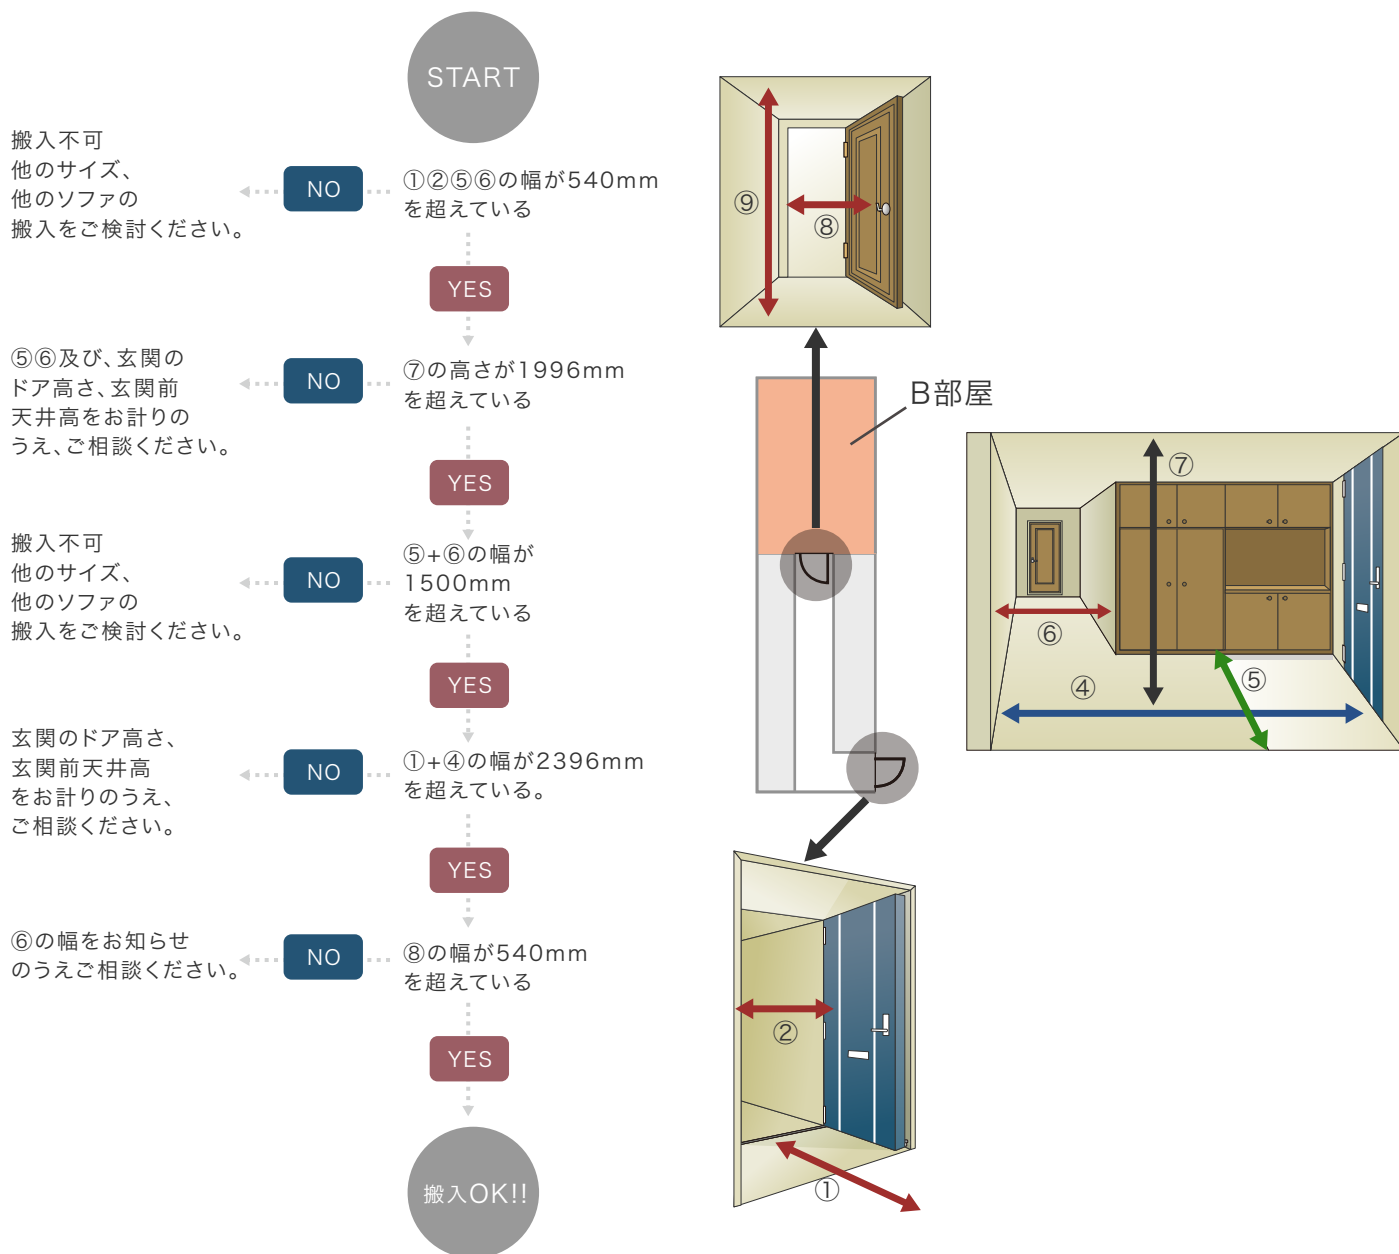 START
①②⑤⑥の幅が540mm
を超えている
NO
搬入不可
他のサイズ、
他のソファの
搬入をご検討ください。
YES
⑦の高さが1996mm
を超えている
NO
⑤⑥及び、玄関の
ドア高さ、玄関前
天井高をお計りの
うえ、ご相談ください。
YES
⑤+⑥の幅が
1500mm
を超えている
NO
搬入不可
他のサイズ、
他のソファの
搬入をご検討ください。
YES
①+④の幅が2396mm
を超えている。
NO
玄関のドア高さ、
玄関前天井高
をお計りのうえ、
ご相談ください。
YES
⑧の幅が540mm
を超えている
NO
⑥の幅をお知らせ
のうえご相談ください。
YES
搬入OK!!
⑨
⑧
B部屋
⑦
⑥
④
⑤
②
①